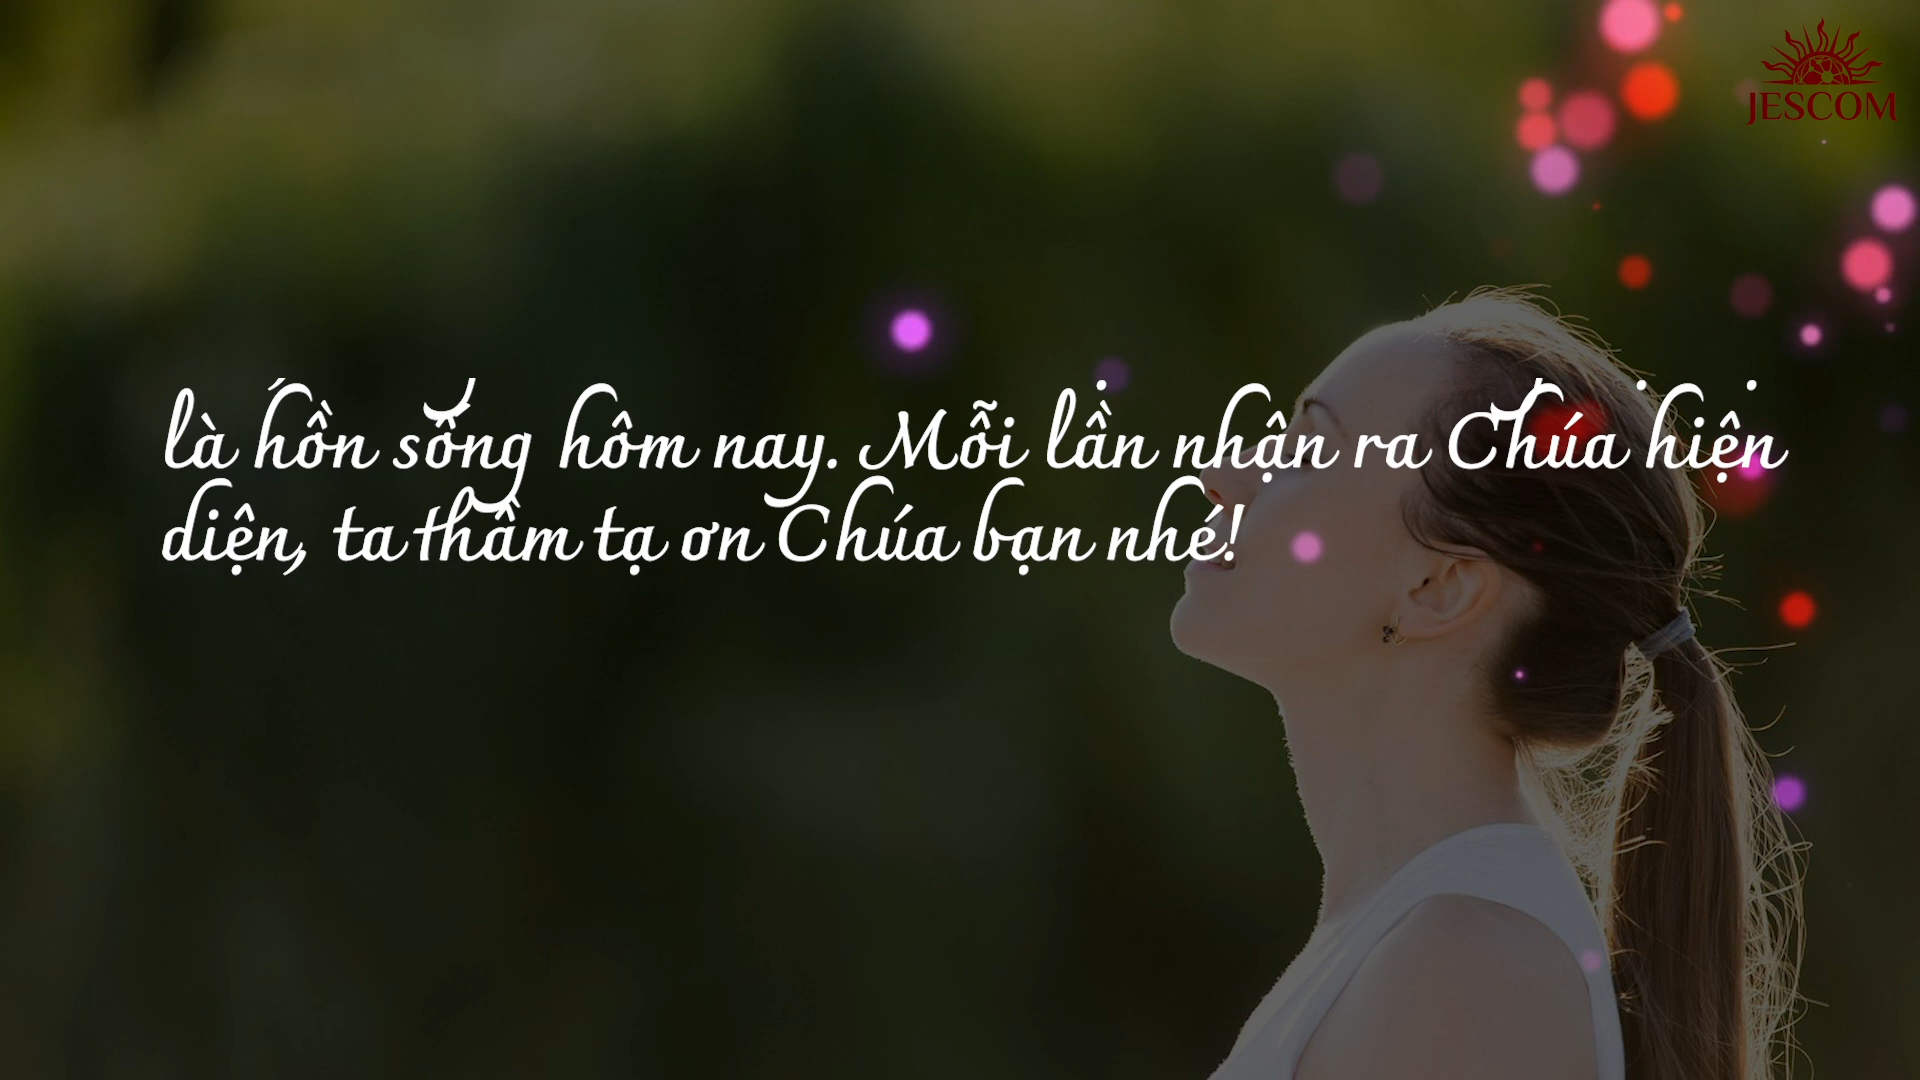 JESCOM
là hồn sống hôm nay. Mỗi lần nhận ra Chúa hiện
diện, ta thầm tạ ơn Chúa bạn nhé!